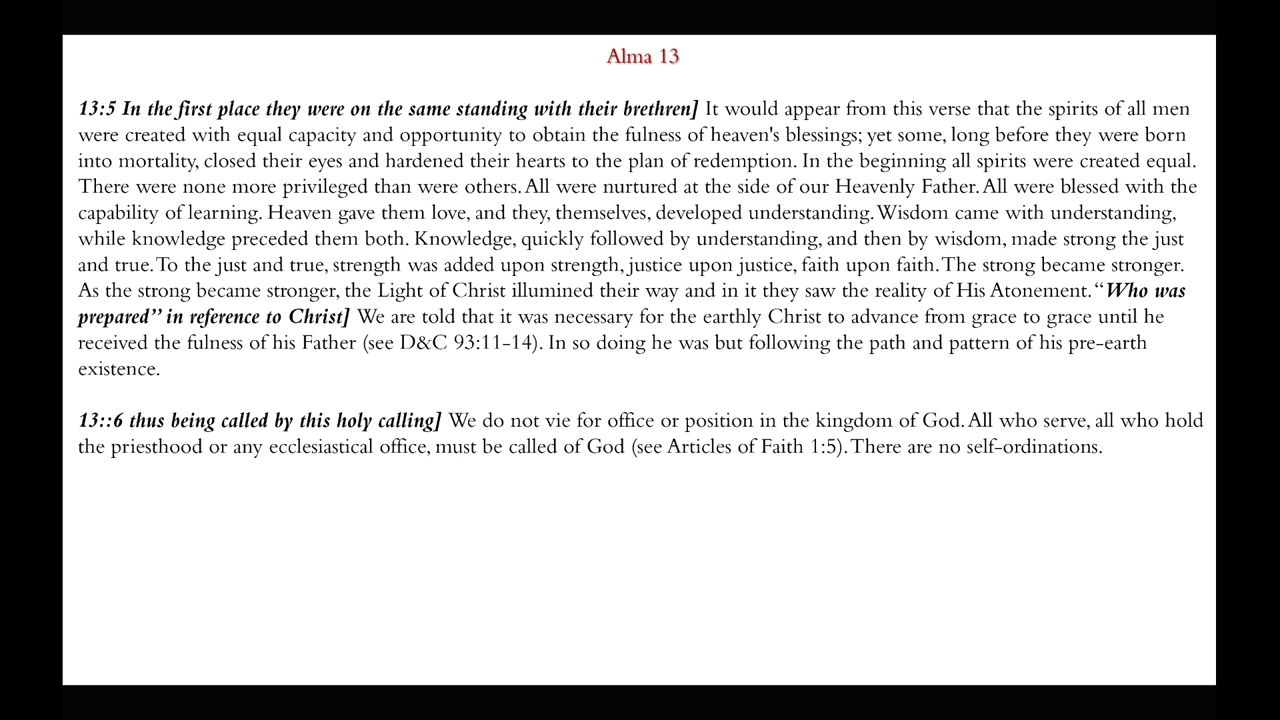 Alma 13
13:5 In the first place they were on the same standing with their brethren] It would appear from this verse that the spirits of all men
were created with equal capacity and opportunity to obtain the fulness of heaven's blessings; yet some, long before they were born
into mortality, closed their eyes and hardened their hearts to the plan of redemption. In the beginning all spirits were created equal.
There were none more privileged than were others. All were nurtured at the side of our Heavenly Father. All were blessed with the
capability of learning. Heaven gave them love, and they, themselves, developed understanding. Wisdom came with understanding,
while knowledge preceded them both. Knowledge, quickly followed by understanding, and then by wisdom, made strong the just
and true. To the just and true, strength was added upon strength, justice upon justice, faith upon faith. The strong became stronger.
As the strong became stronger, the Light of Christ illumined their way and in it they saw the reality of His Atonement. “Who was
prepared” in reference to Christ] We are told that it was necessary for the earthly Christ to advance from grace to grace until he
received the fulness of his Father (see D&C 93:11-14). In so doing he was but following the path and pattern of his pre-earth
existence.
13::6 thus being called by this holy calling] We do not vie for office or position in the kingdom of God. All who serve, all who hold
the priesthood or any ecclesiastical office, must be called of God (see Articles of Faith 1:5). There are no self-ordinations.